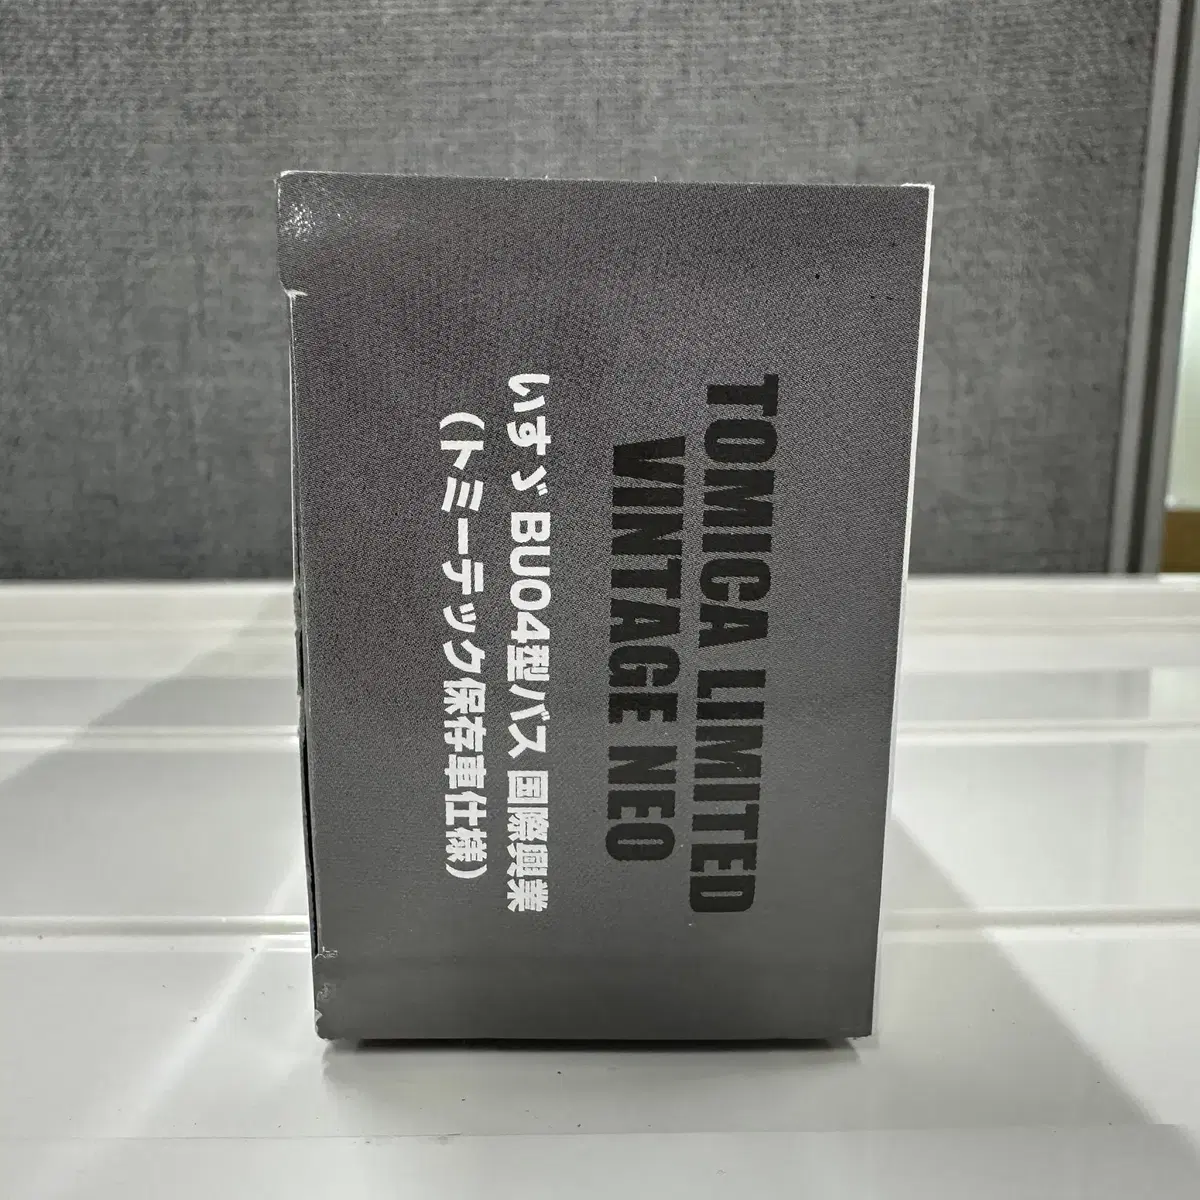 TOMICA LIMITED
VINTAGE NEO
いすゞ BU04型バス 国際興業
（トミーテック保存車仕様）